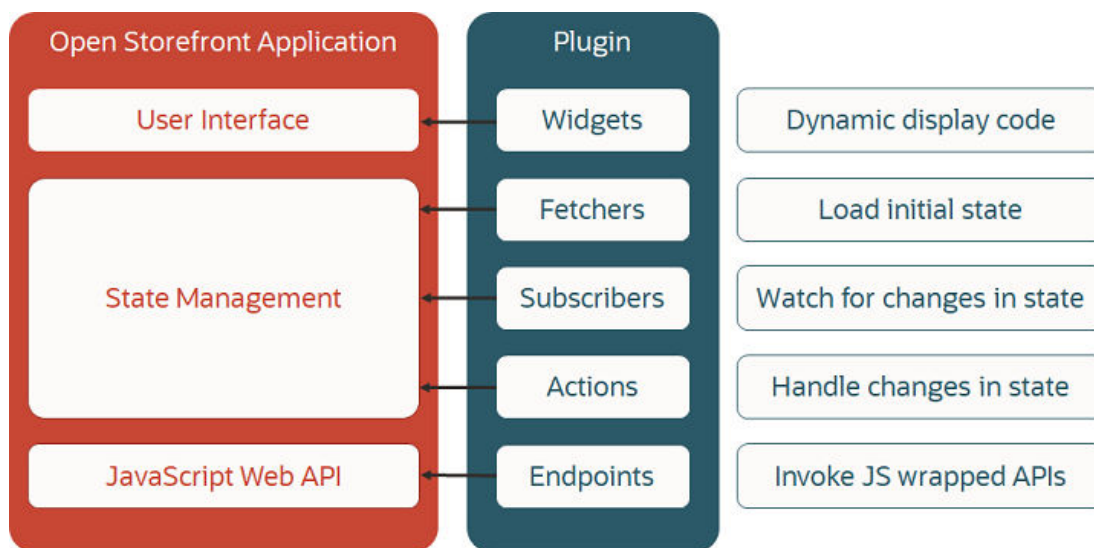 Open Storefront Application
Plugin
User Interface
Widgets
Dynamic display code
Fetchers
Load initial state
State Management
Subscribers
Watch for changes in state
Actions
Handle changes in state
JavaScript Web API
Endpoints
Invoke JS wrapped APIs